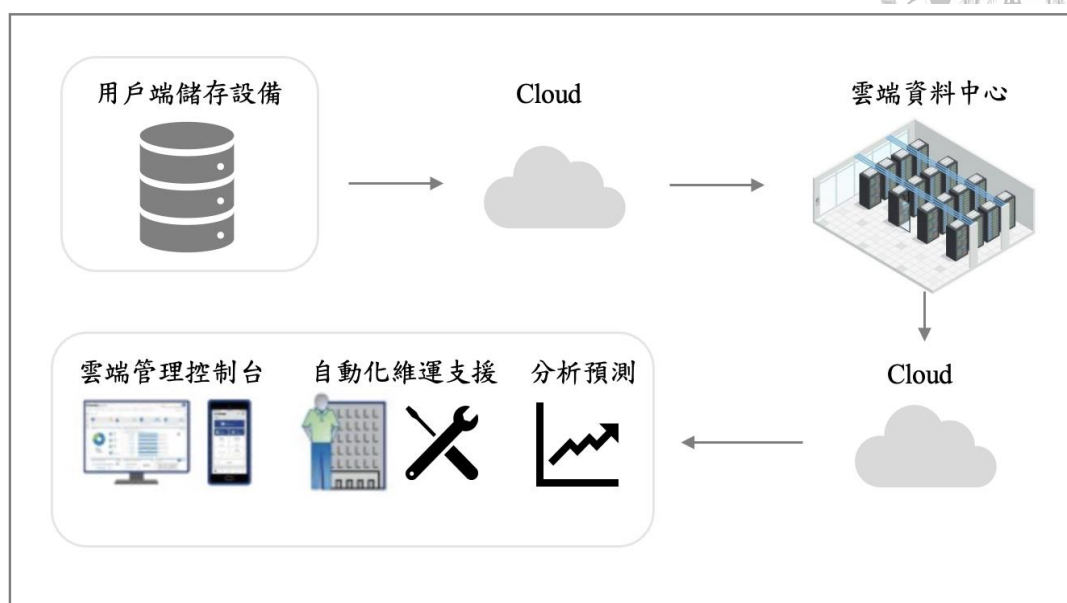 用戶端儲存設備
Cloud
雲端資料中心
雲端管理控制台
自動化維運支援
分析預測
Cloud